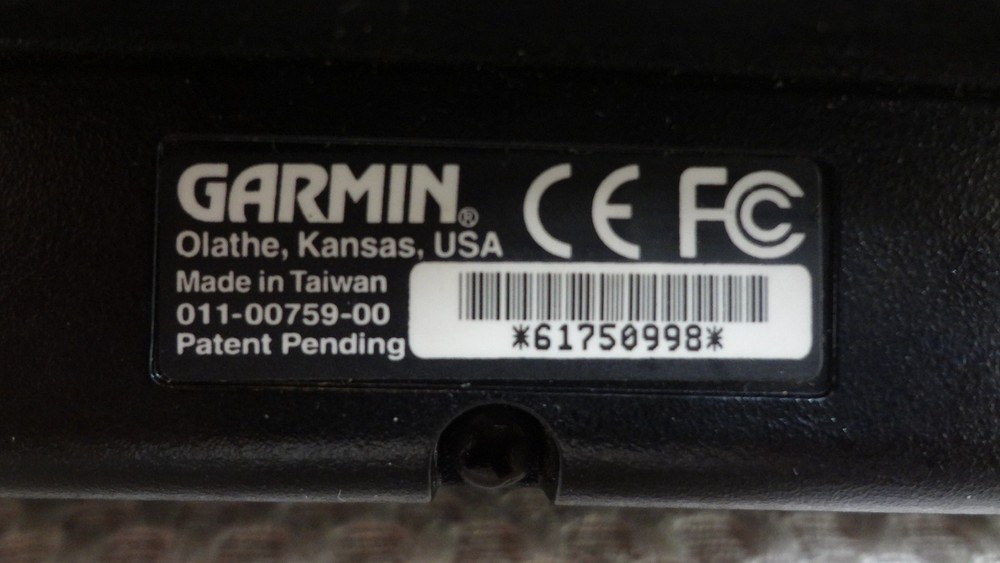 GARMIN®
Olathe, Kansas, USA
CE FC
Made in Taiwan
011-00759-00
Patent Pending
*61750998*